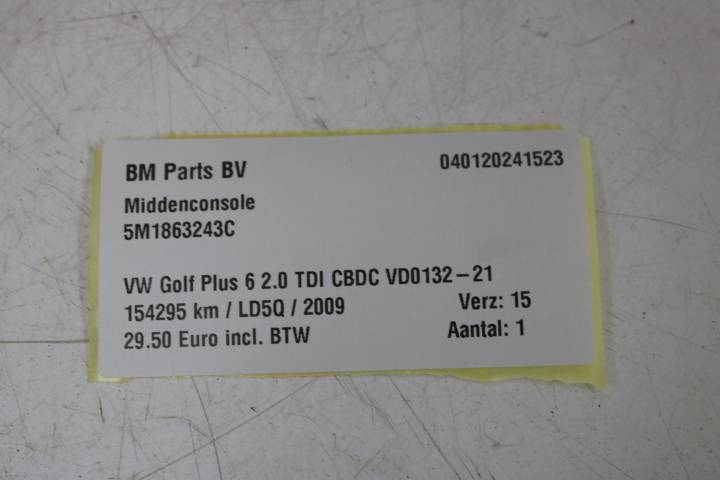 BM Parts BV 040120241523
Middenconsole
5M1863243C
VW Golf Plus 6 2.0 TDI CBDC VD0132-21
154295 km / LD5Q / 2009 Verz: 15
29.50 Euro incl. BTW Aantal: 1